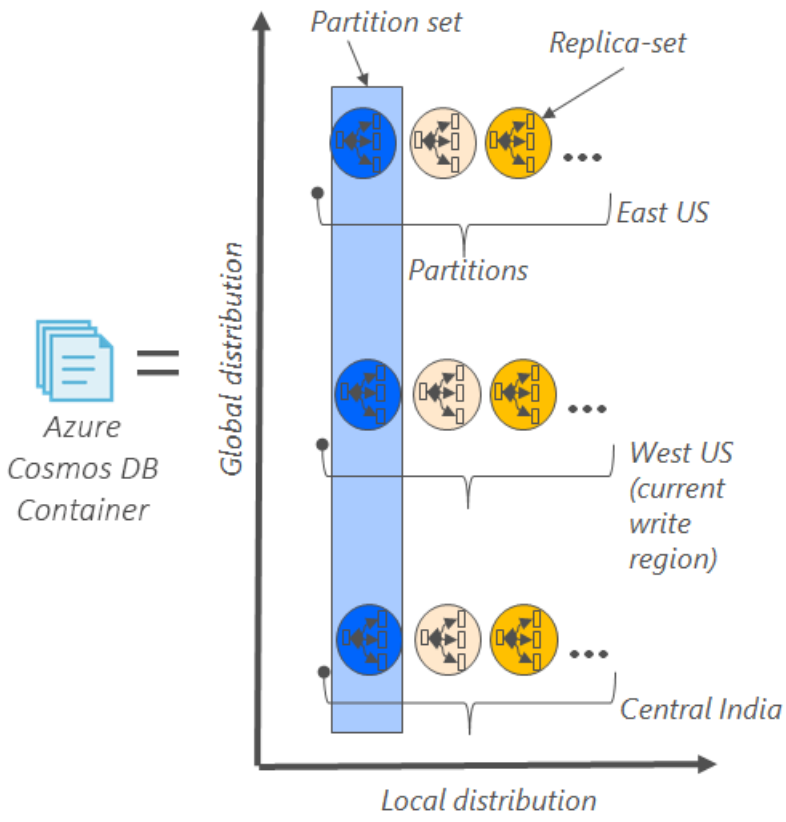 Partition set
Replica-set
East US
Partitions
Global distribution
Azure
Cosmos DB
Container
West US
(current
write
region)
Central India
Local distribution